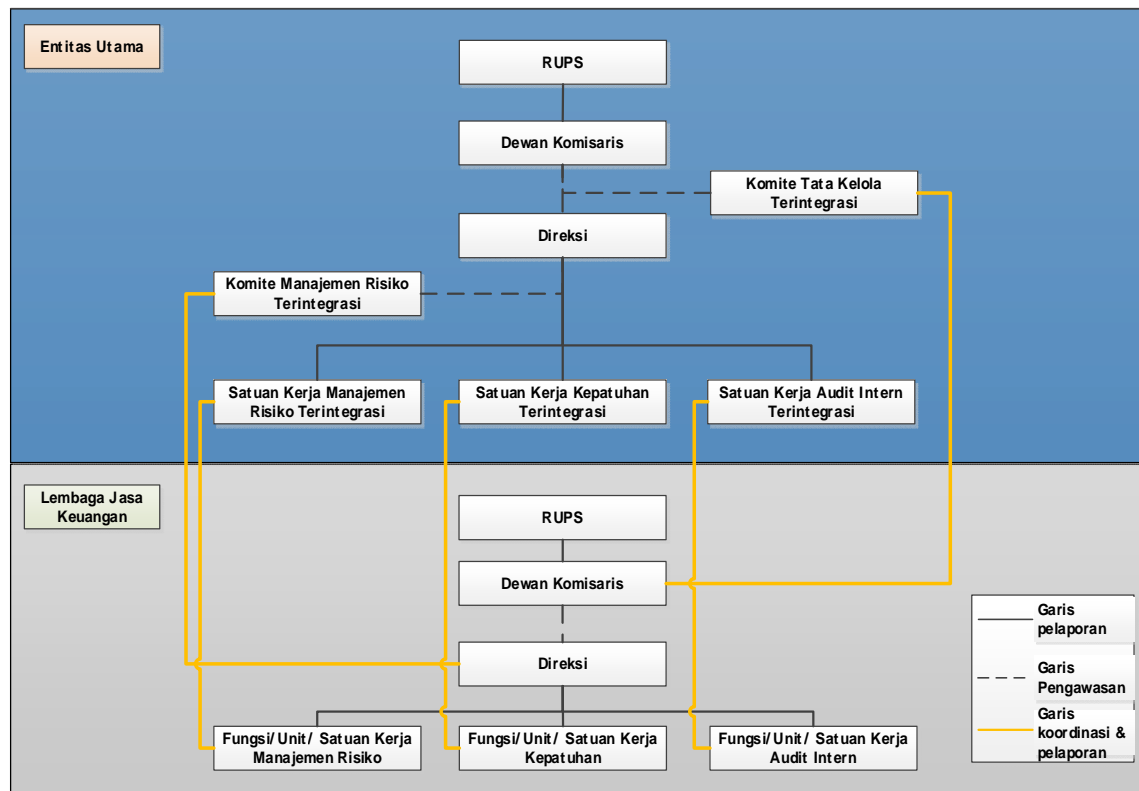 Entitas Utama
RUPS
Dewan Komisaris
Komite Tata Kelola
Terintegrasi
Direksi
Komite Manajemen Risiko
Terintegrasi
Satuan Kerja Manajemen
Risiko Terintegrasi
Satuan Kerja Kepatuhan
Terintegrasi
Satuan Kerja Audit Intern
Terintegrasi
Lembaga Jasa
Keuangan
RUPS
Dewan Komisaris
Direksi
Fungsi/ Unit/ Satuan Kerja
Manajemen Risiko
Fungsi/Unit/ Satuan Kerja
Kepatuhan
Fungsi/ Unit/ Satuan Kerja
Audit Intern
Garis
pelaporan
Garis
Pengawasan
Garis
koordinasi &
pelaporan